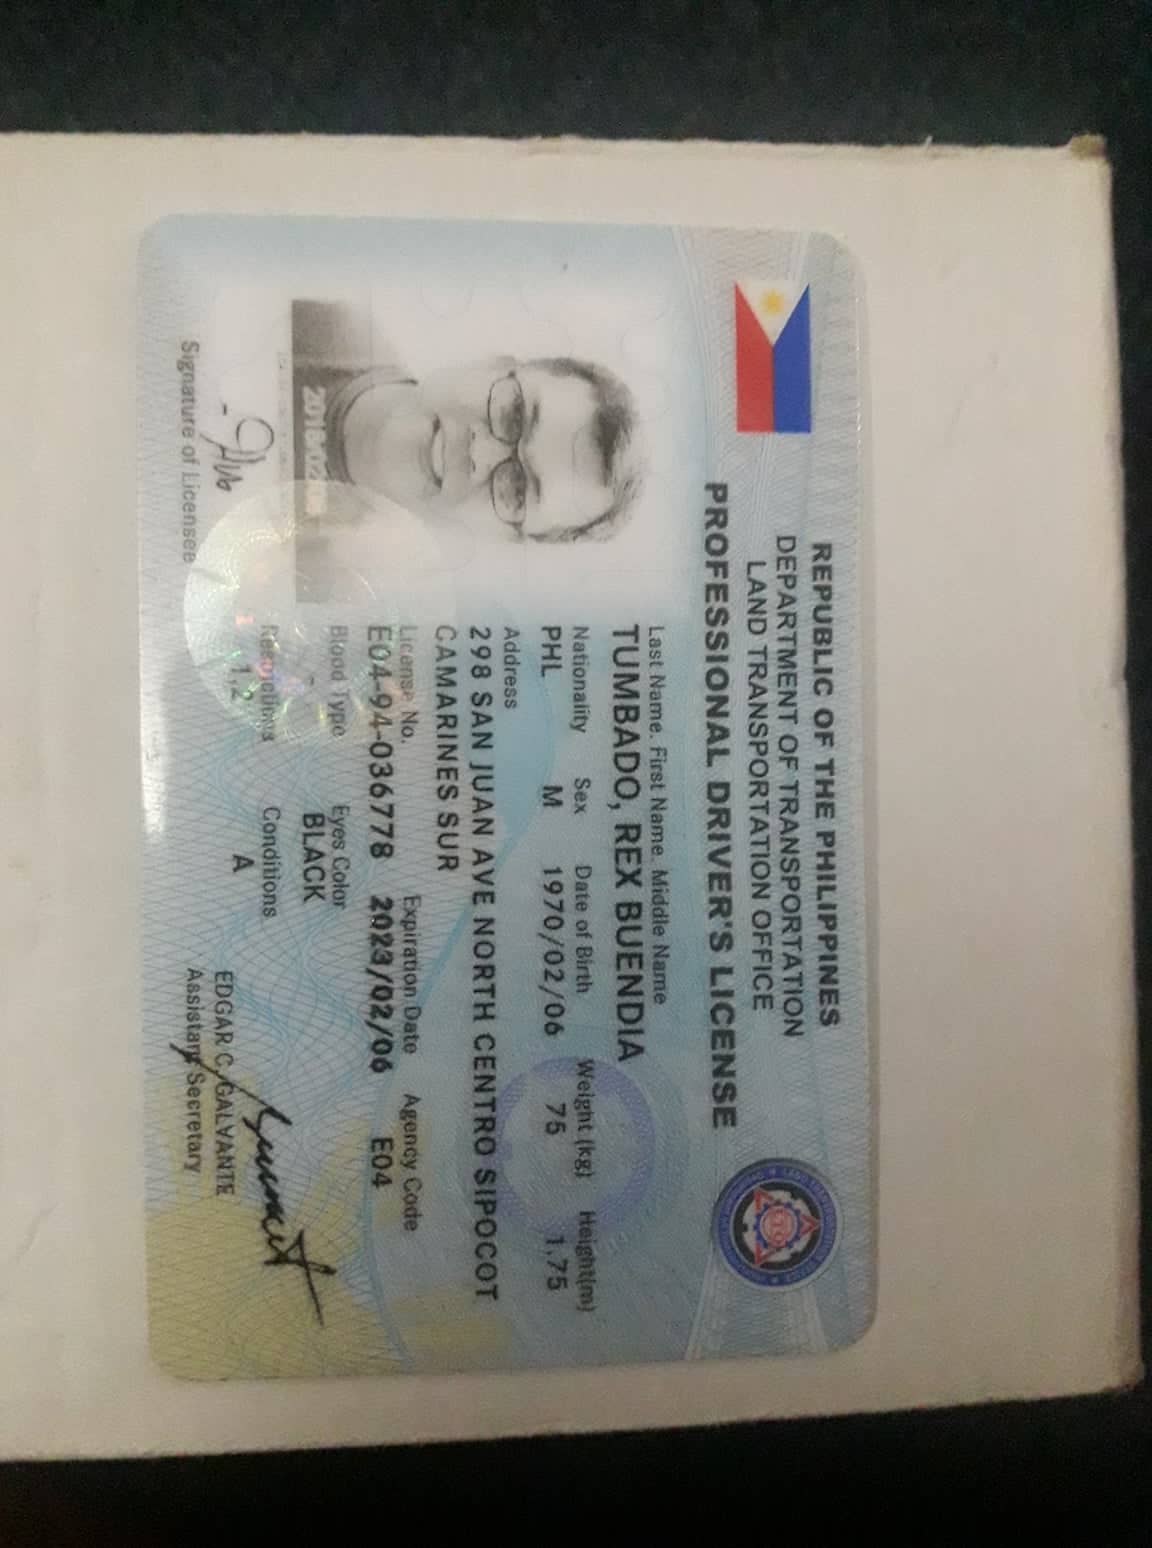 REPUBLIC OF THE PHILIPPINES
DEPARTMENT OF TRANSPORTATION
LAND TRANSPORTATION OFFICE
PROFESSIONAL DRIVER'S LICENSE
Last Name. First Name. Middle Name
TUMBADO, REX BUENDIA
Nationality Sex Date of Birth Weight (kg) Height(m)
PHL M 1970/02/06 75 1.75
Address
298 SAN JUAN AVE NORTH CENTRO SIPOCOT
CAMARINES SUR
License No. Expiration Date Agency Code
E04-94-036778 2023/02/06 E04
Blood Type Eyes Color
- BLACK
Restrictions Conditions
1,2 A
Signature of Licensee
EDGAR C. GALVANTE
Assistant Secretary